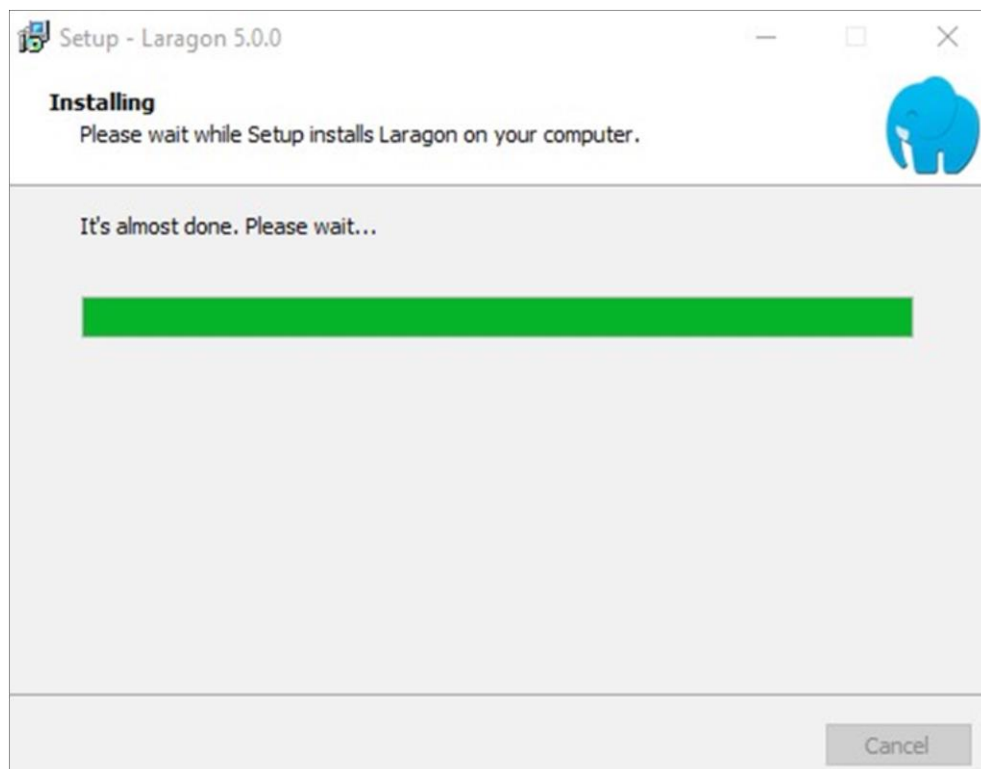 Setup - Laragon 5.0.0
Installing
Please wait while Setup installs Laragon on your computer.
It's almost done. Please wait...
Cancel